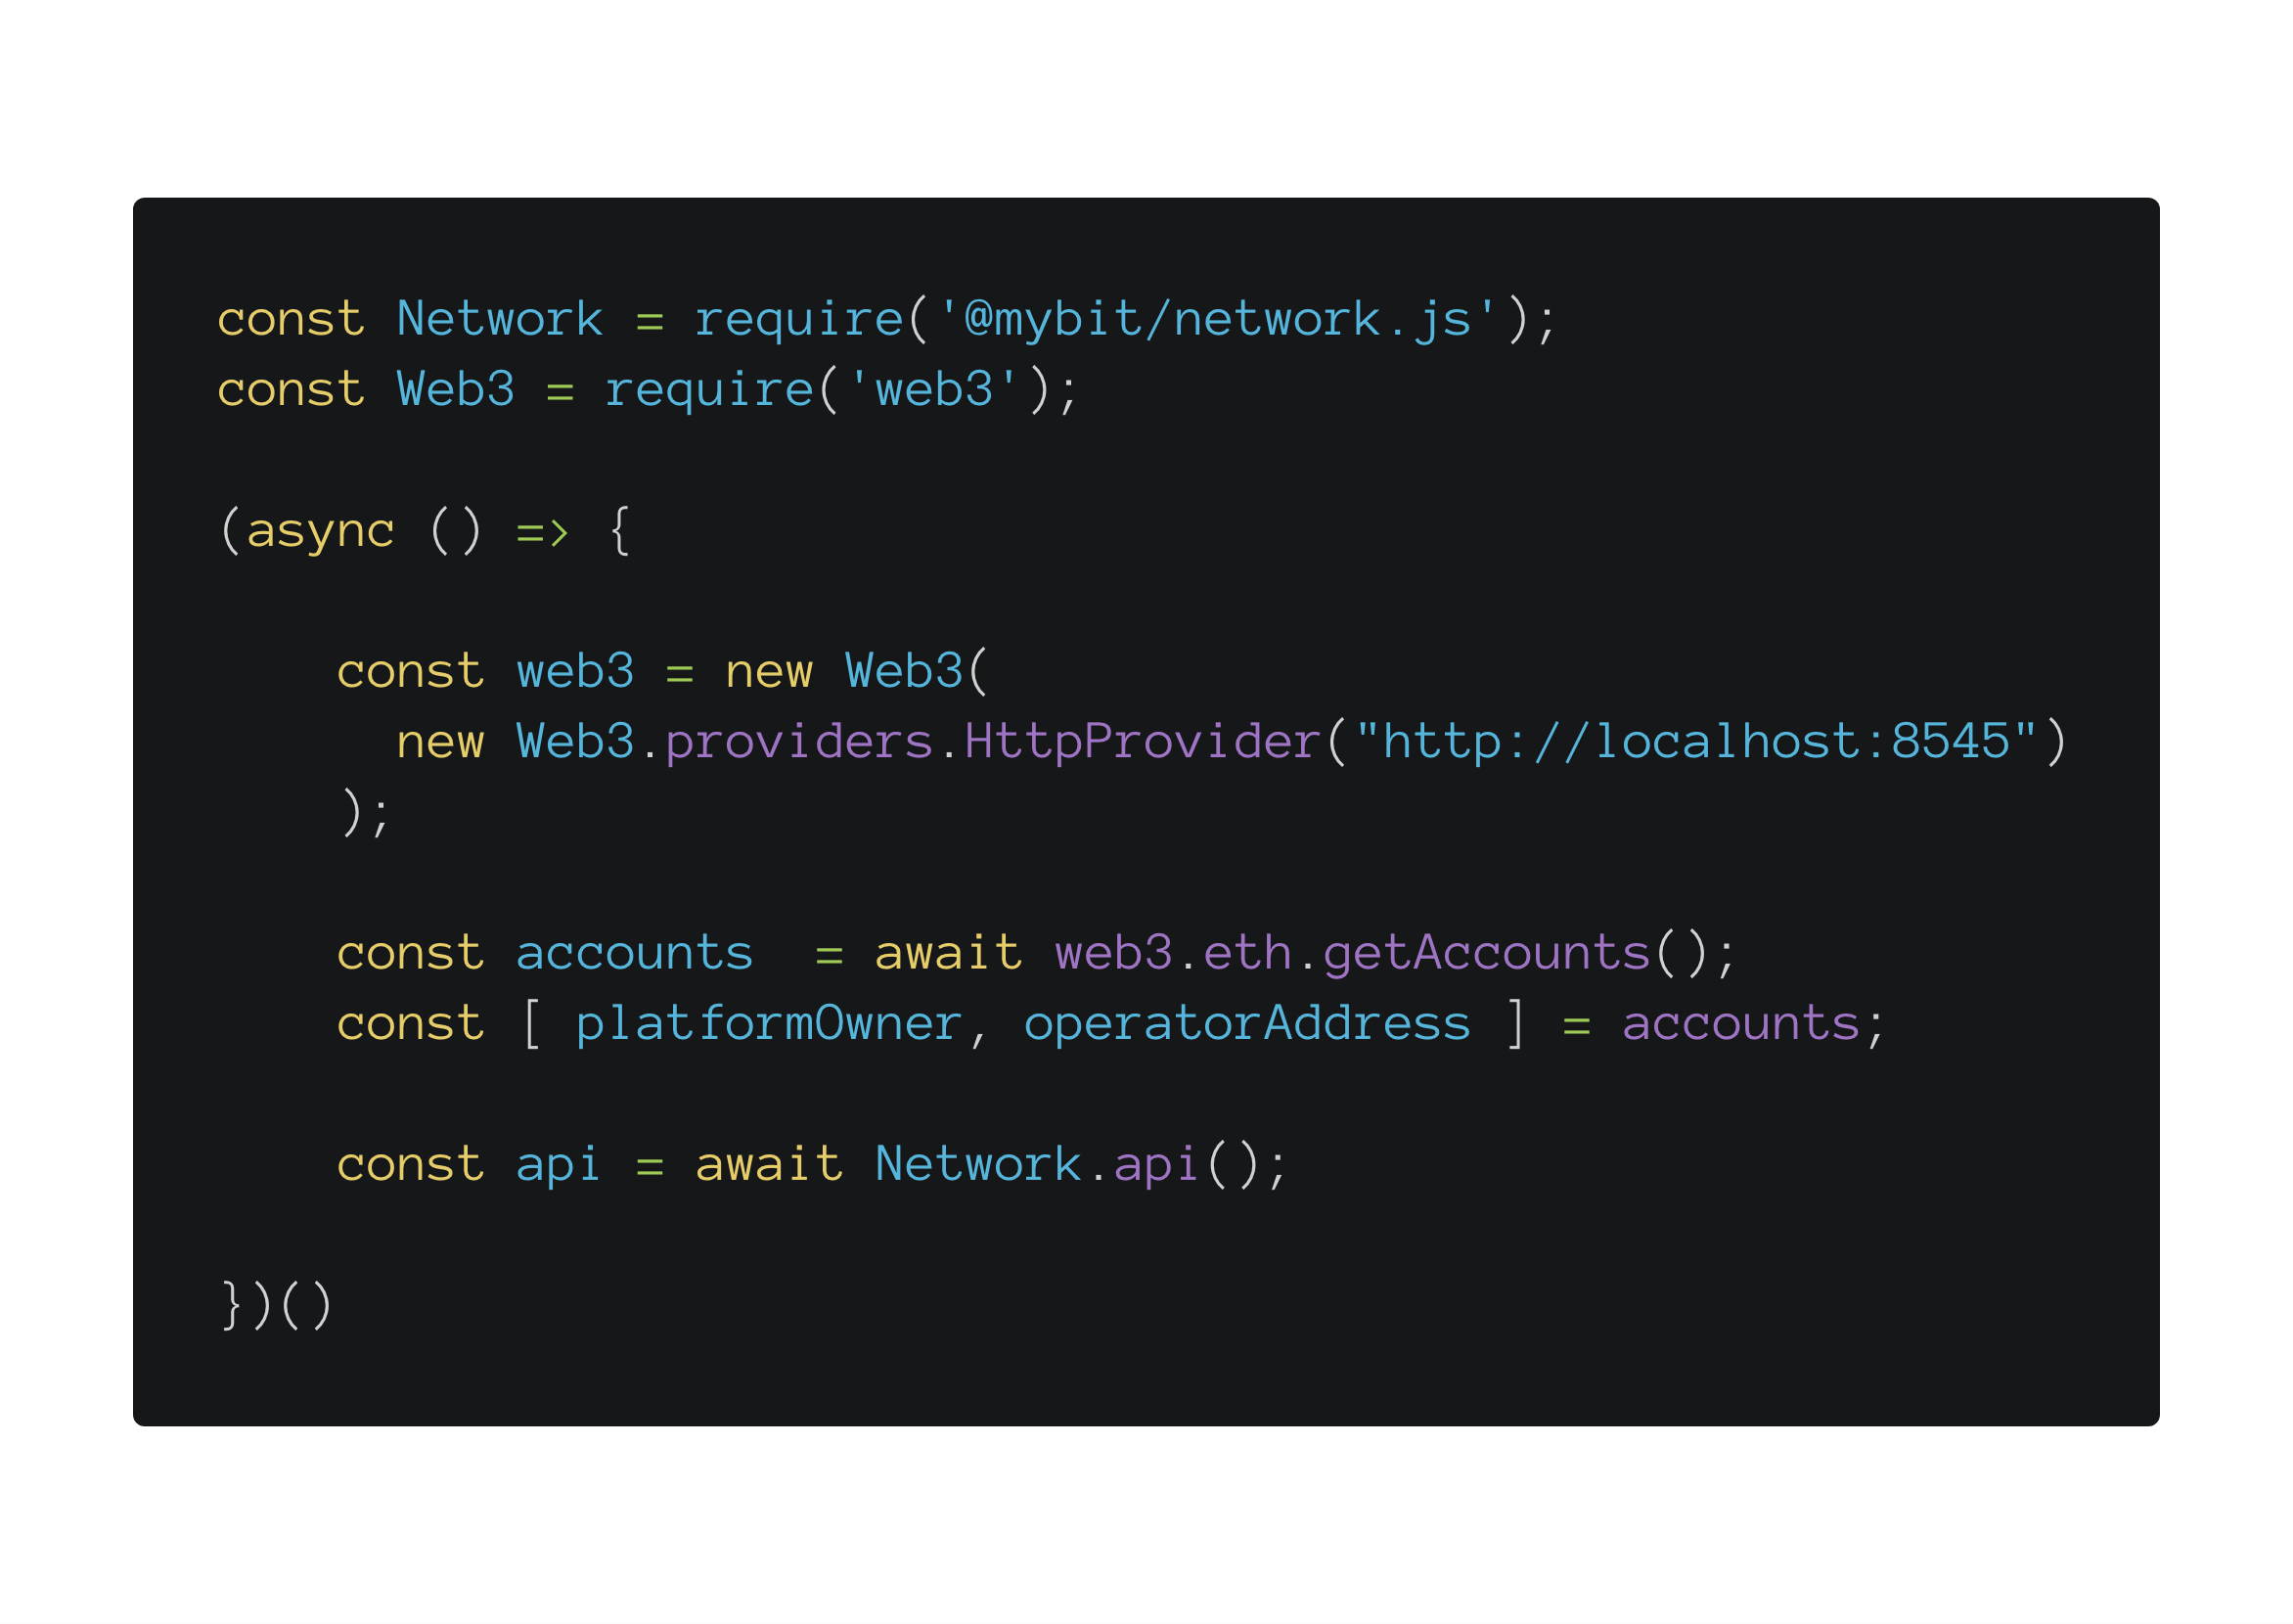 const Network = require('@mybit/network.js');
const Web3 = require('web3');
(async () => {
const web3 = new Web3(
new Web3.providers.HttpProvider("http://localhost:8545")
);
const accounts  = await web3.eth.getAccounts();
const [ platformOwner, operatorAddress ] = accounts;
const api = await Network.api();
})()